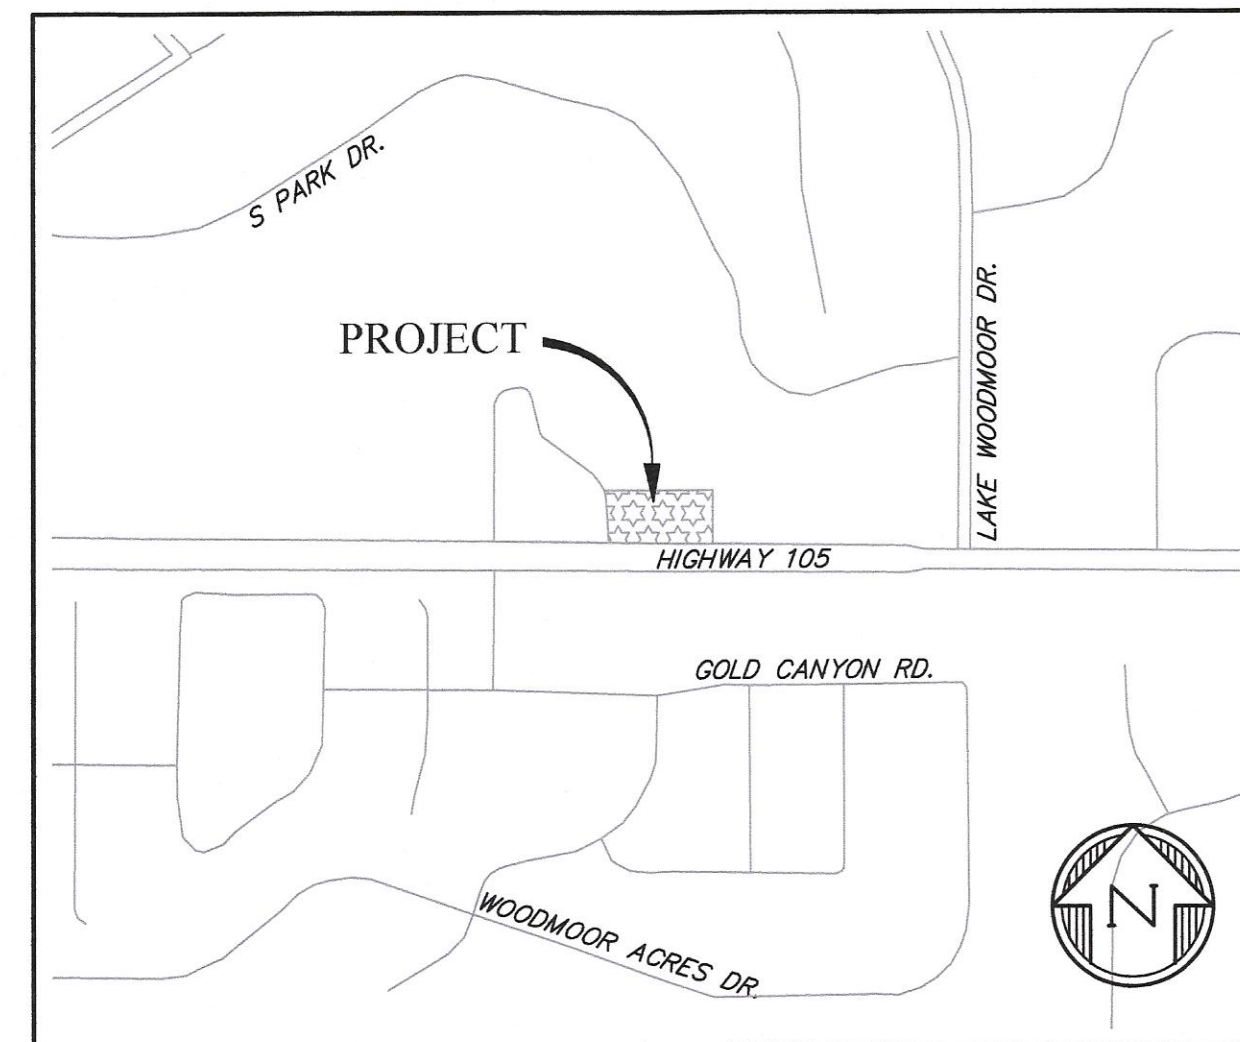 S PARK DR.
PROJECT
LAKE WOODMOOR DR.
HIGHWAY 105
GOLD CANYON RD.
WOODMOOR ACRES DR.
N